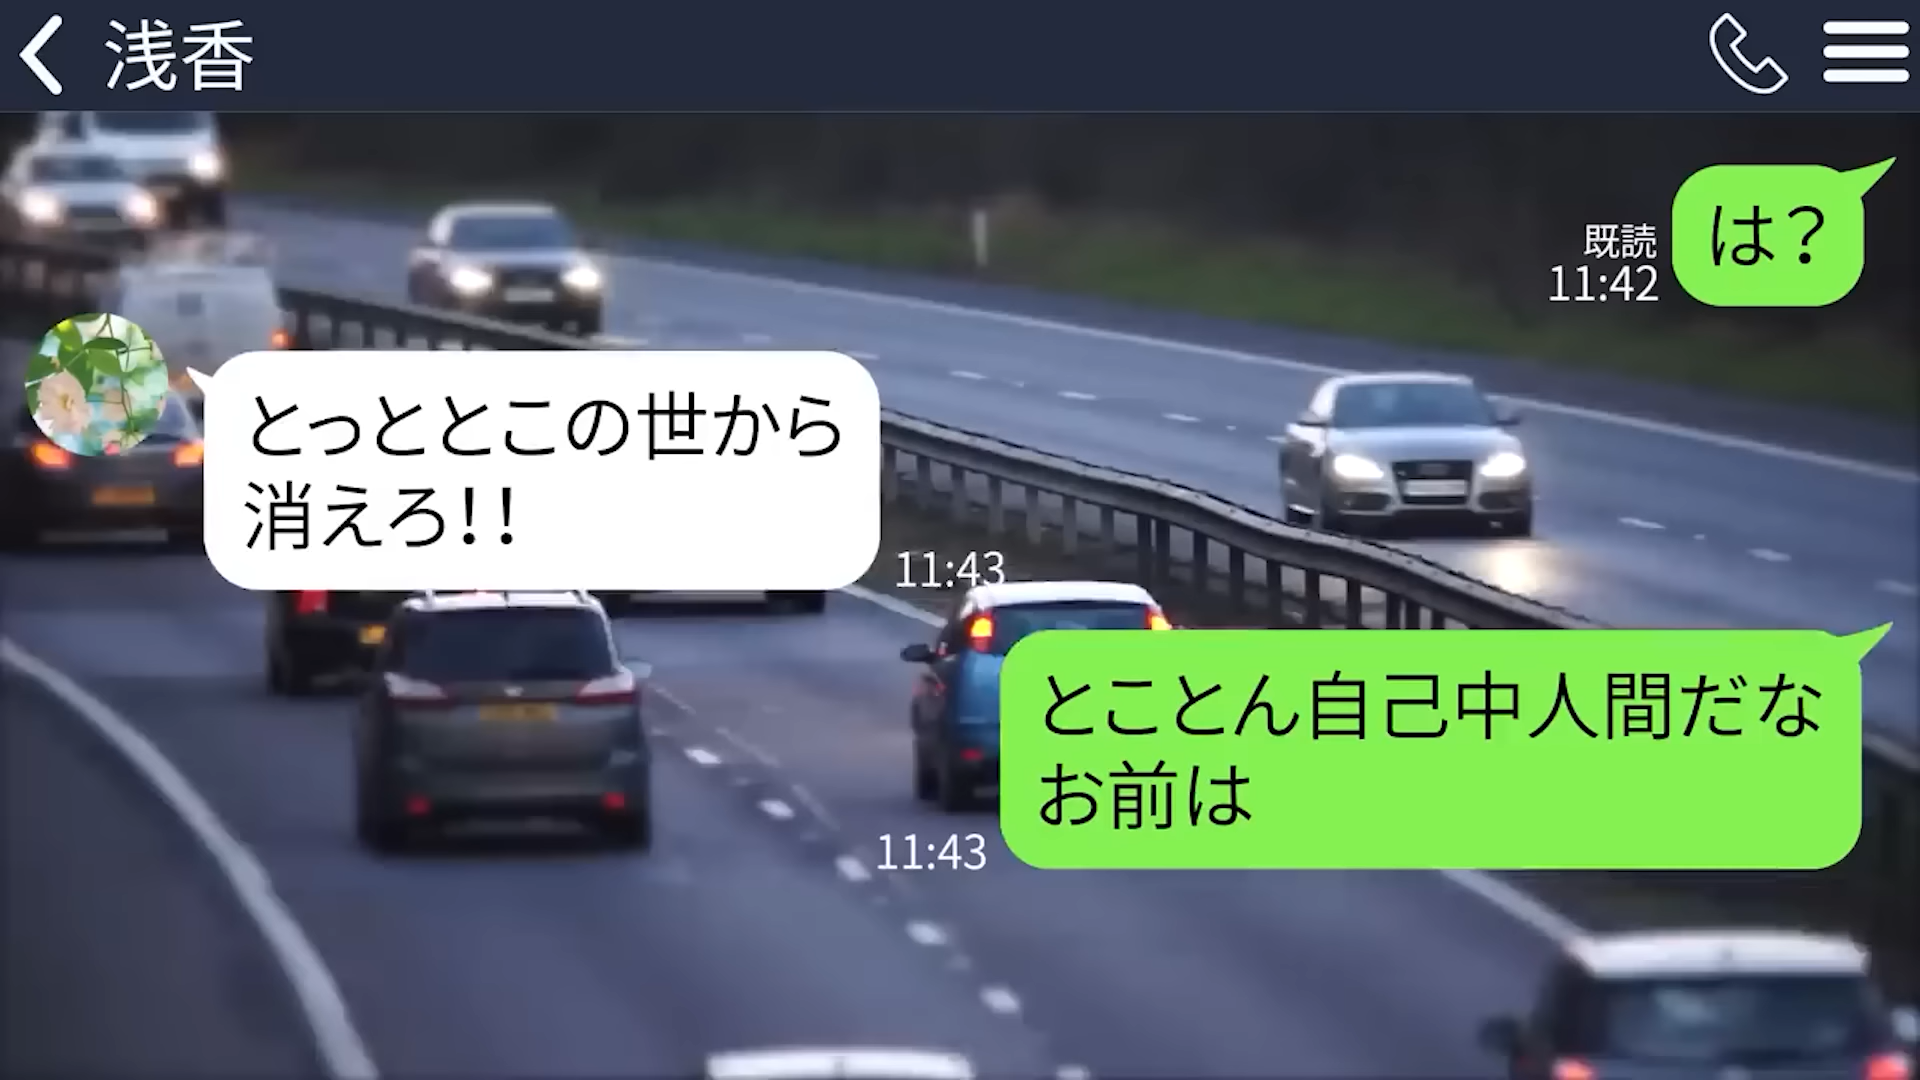 浅香
は？
既読
11:42
とっととこの世から
消えろ！！
11:43
とことん自己中人間だな
お前は
11:43